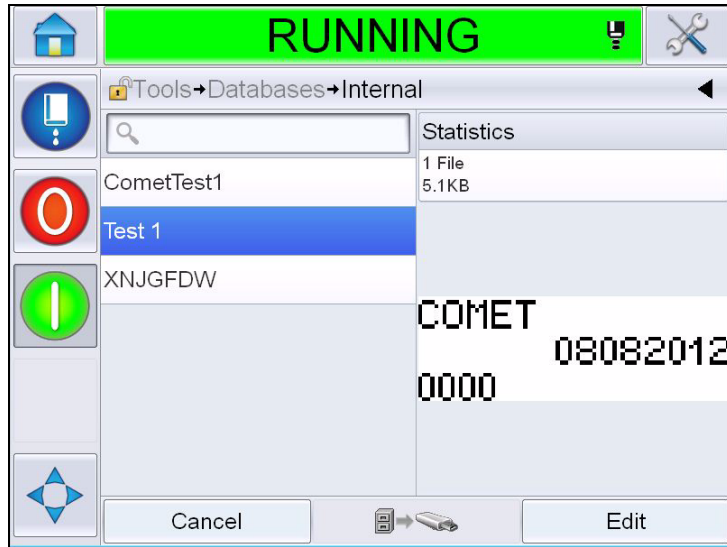 RUNNING
Tools→Databases→Internal
Statistics
1 File
5.1KB
CometTest1
Test 1
XNJGFDW
COMET
08082012
0000
Cancel
Edit